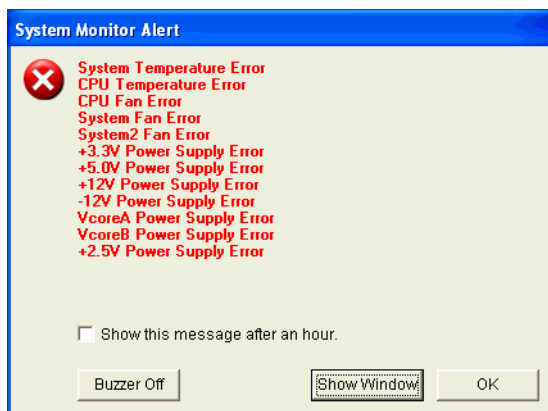 System Monitor Alert
System Temperature Error
CPU Temperature Error
CPU Fan Error
System Fan Error
System2 Fan Error
+3.3V Power Supply Error
+5.0V Power Supply Error
+12V Power Supply Error
-12V Power Supply Error
VcoreA Power Supply Error
VcoreB Power Supply Error
+2.5V Power Supply Error
Show this message after an hour.
Buzzer Off
Show Window
OK